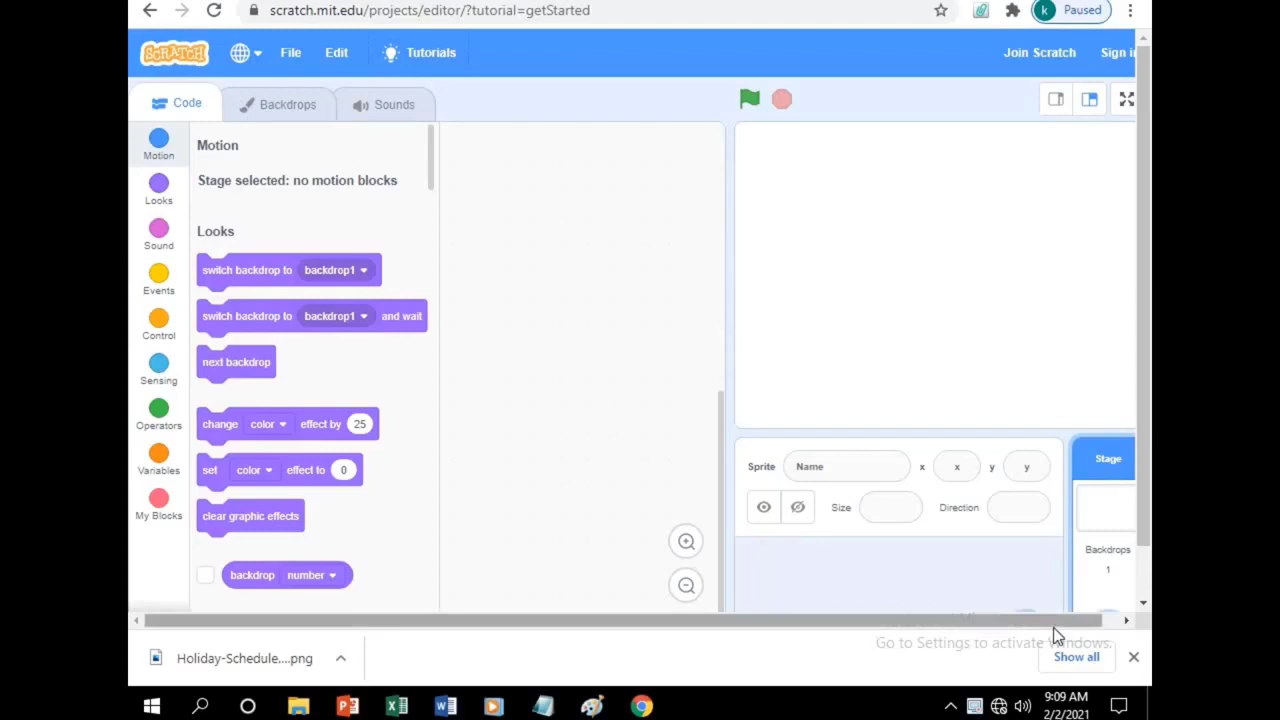 scratch.mit.edu/projects/editor/?tutorial=getStarted
k Paused
SCRATCH File Edit Tutorials Join Scratch Sign i
Code Backdrops Sounds
Motion
Looks
Sound
Events
Control
Sensing
Operators
Variables
My Blocks
Motion
Stage selected: no motion blocks
Looks
switch backdrop to backdrop1
switch backdrop to backdrop1 and wait
next backdrop
change color effect by 25
set color effect to 0
clear graphic effects
backdrop number
Sprite Name x x y y
Size Direction
Stage
Backdrops
1
Go to Settings to activate Windows.
Holiday-Schedule....png
Show all
9:09 AM
2/2/2021